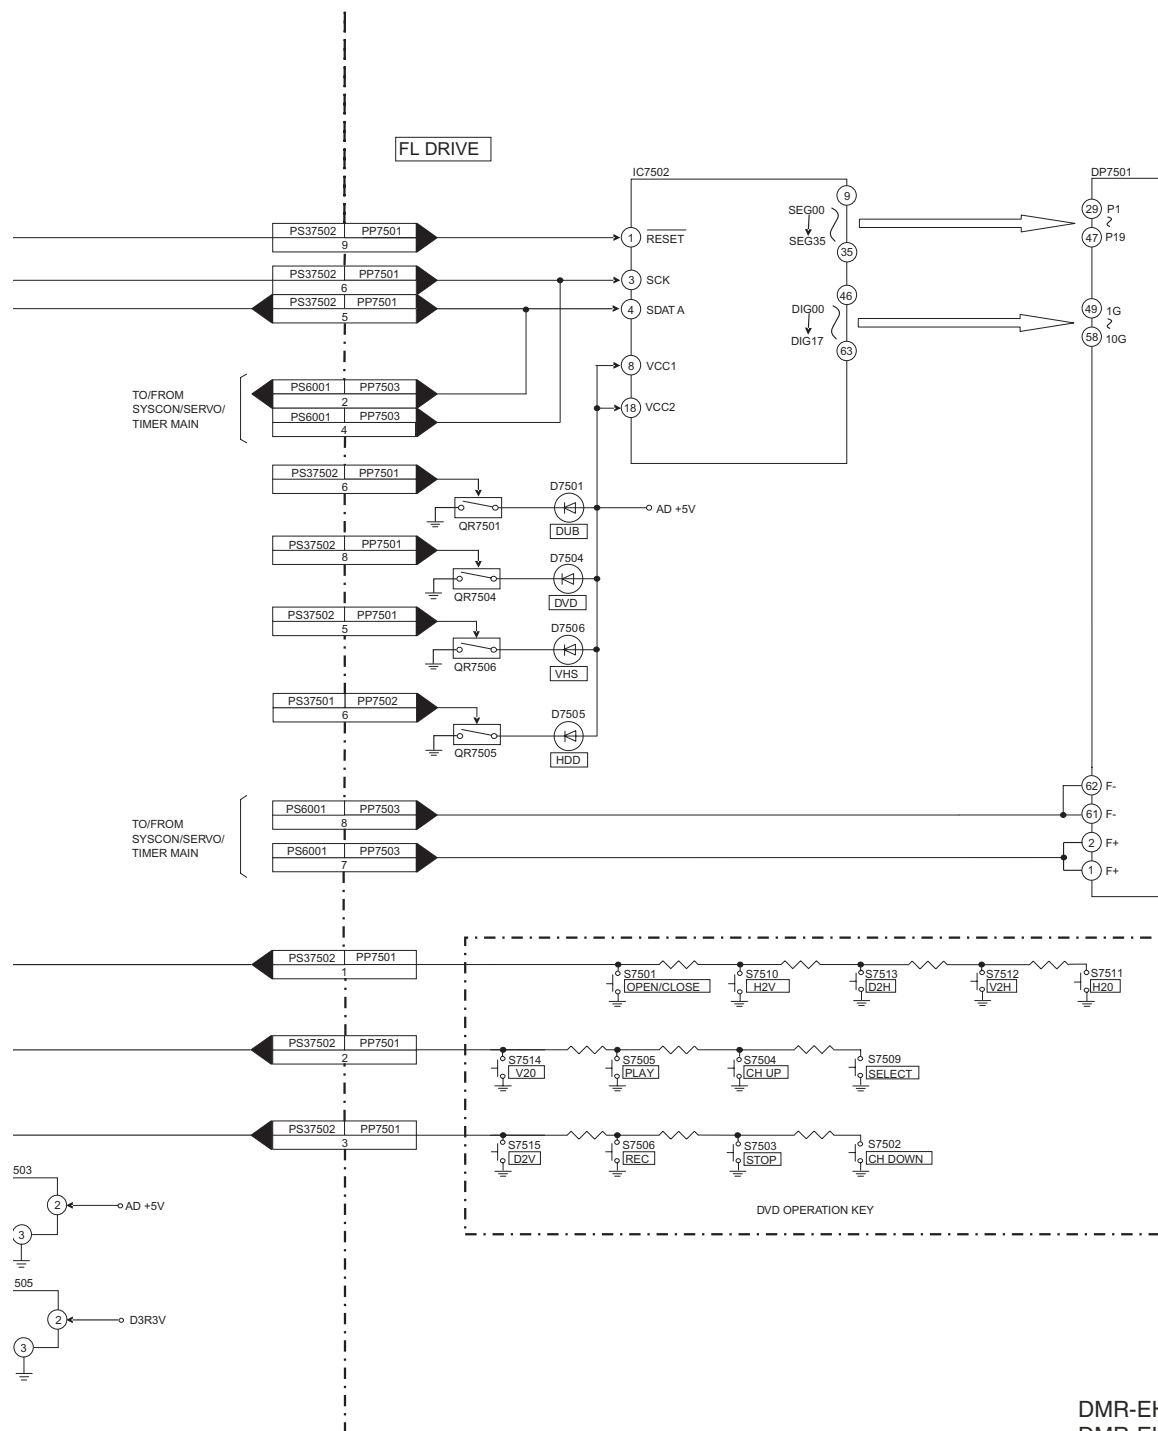 FL DRIVE
IC7502
DP7501
PS37502 PP7501
9
1 RESET
SEG00
SEG35
9
35
29 P1
47 P19
PS37502 PP7501
6
3 SCK
PS37502 PP7501
5
4 SDATA
DIG00
DIG17
46
63
49 1G
58 10G
8 VCC1
18 VCC2
TO/FROM
SYSCON/SERVO/
TIMER MAIN
PS6001 PP7503
2
PS6001 PP7503
4
PS37502 PP7501
6
QR7501
D7501
DUB
AD +5V
PS37502 PP7501
8
QR7504
D7504
DVD
PS37502 PP7501
5
QR7506
D7506
VHS
PS37501 PP7502
6
QR7505
D7505
HDD
TO/FROM
SYSCON/SERVO/
TIMER MAIN
PS6001 PP7503
8
PS6001 PP7503
7
62 F-
61 F-
2 F+
1 F+
PS37502 PP7501
1
S7501
OPEN/CLOSE
S7510
H2V
S7513
D2H
S7512
V2H
S7511
H20
PS37502 PP7501
2
S7514
V20
S7505
PLAY
S7504
CH UP
S7509
SELECT
PS37502 PP7501
3
S7515
D2V
S7506
REC
S7503
STOP
S7502
CH DOWN
DVD OPERATION KEY
503
2 AD +5V
3
505
2 D3R3V
3
DMR-EH